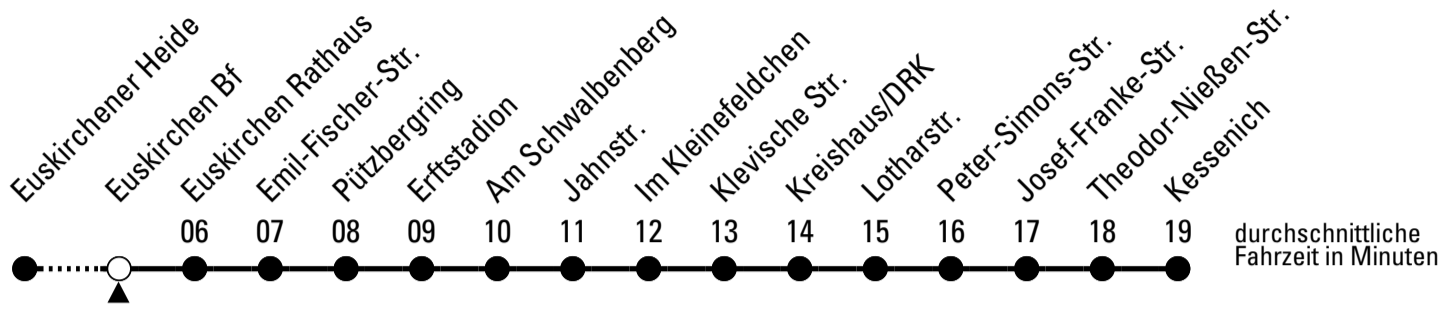 Euskirchener Heide
Euskirchen Bf
Euskirchen Rathaus
Emil-Fischer-Str.
Pützbergring
Erftstadion
Am Schwalbenberg
Jahnstr.
Im Kleinefeldchen
Klevische Str.
Kreishaus/DRK
Lotharstr.
Peter-Simons-Str.
Josef-Franke-Str.
Theodor-Nießen-Str.
Kessenich
06 07 08 09 10 11 12 13 14 15 16 17 18 19
durchschnittliche
Fahrzeit in Minuten